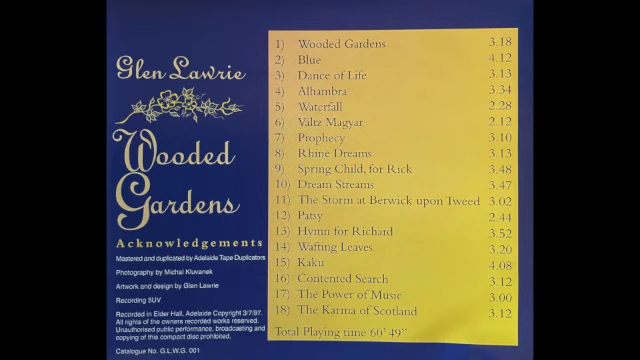 Glen Lawrie
Wooded
Gardens
Acknowledgements
Mastered and duplicated by Adelaide Tape Duplicators
Photography by Michal Kluvanek
Artwork and design by Glen Lawrie
Recording 5UV
Recorded in Elder Hall, Adelaide Copyright 3/7/97.
All rights of the owners recorded works reserved.
Unauthorised public performance, broadcasting and
copying of this compact disc prohibited.
Catalogue No. G.L.W.G. 001
1) Wooded Gardens 3.18
2) Blue 4.12
3) Dance of Life 3.13
4) Alhambra 3.34
5) Waterfall 2.28
6) Valtz Magyar 2.12
7) Prophecy 3.10
8) Rhine Dreams 3.13
9) Spring Child, for Rick 3.48
10) Dream Streams 3.47
11) The Storm at Berwick upon Tweed 3.02
12) Patsy 2.44
13) Hymn for Richard 3.52
14) Wafting Leaves 3.20
15) Kaku 4.08
16) Contented Search 3.12
17) The Power of Music 3.00
18) The Karma of Scotland 3.12
Total Playing time 60' 49"